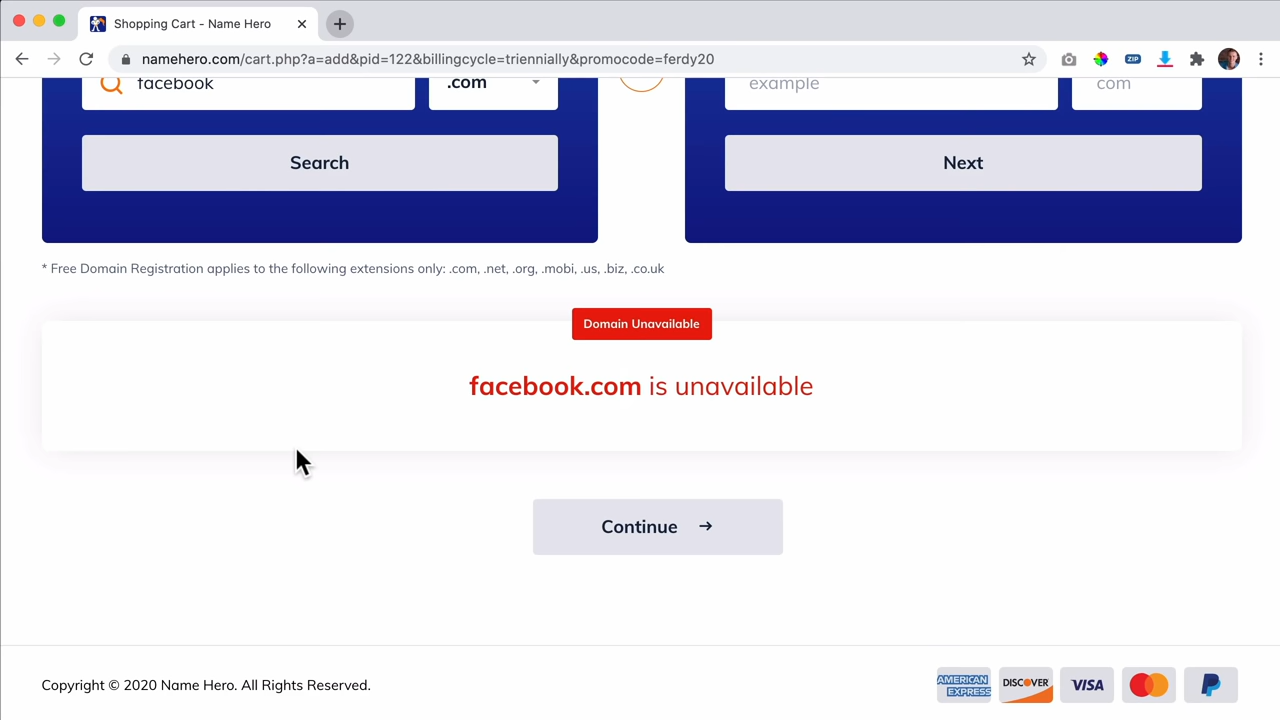 Shopping Cart - Name Hero
namehero.com/cart.php?a=add&pid=122&billingcycle=triennially&promocode=ferdy20
ZIP
facebook
.com
example
com
Search
Next
* Free Domain Registration applies to the following extensions only: .com, .net, .org, .mobi, .us, .biz, .co.uk
Domain Unavailable
facebook.com is unavailable
Continue →
Copyright © 2020 Name Hero. All Rights Reserved.
AMERICAN
EXPRESS
DISCOVER
VISA